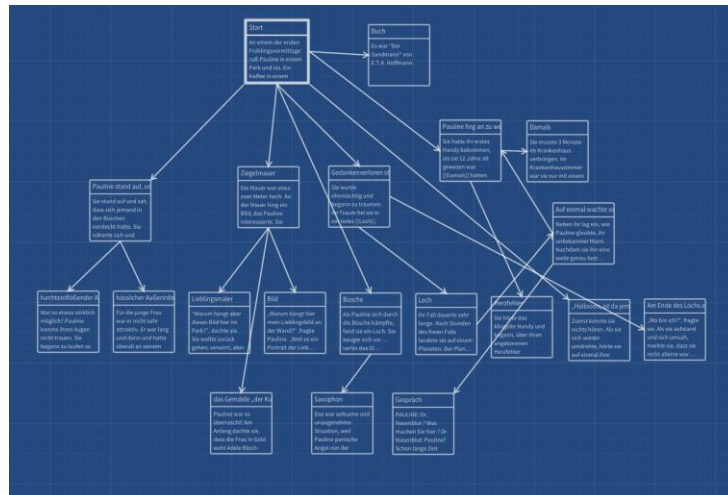 Start
An einem der ersten
Frühlingsvormittage
saß Pauline in einem
Park und las. Ein
Kaffee in einem
Buch
Es war "Der
Sandmann" von
E.T.A. Hoffmann.
Pauline fing an zu we
Sie hatte ihr erstes
Handy bekommen,
als sie 12 Jahre alt
gewesen war
[[Damals]] hatten
Damals
Sie musste 3 Monate
im Krankenhaus
verbringen. Im
Krankenhauszimmer
war sie nur mit einem
Pauline stand auf, un
Sie stand auf und sah,
dass sich jemand in
den Büschen
versteckt hatte. Sie
näherte sich und
Ziegelmauer
Die Mauer war etwa
zwei Meter hoch. An
der Mauer hing ein
Bild, das Pauline
interessierte. Sie
Gedankenverloren st
Sie wurde
ohnmächtig und
begann zu träumen.
Im Traum fiel sie in
ein tiefes [[Loch]].
Auf einmal wachte si
Neben ihr lag ein, wie
Pauline glaubte, ihr
unbekannter Mann.
Nachdem sie ihn eine
weile genau betr...
furchteinflößender A
War so etwas wirklich
möglich? Pauline
konnte ihren Augen
nicht trauen. Sie
begann zu laufen so
hässlicher Außerirdis
Für die junge Frau
war er nicht sehr
attraktiv. Er war lang
und dünn und hatte
überall an seinem
Lieblingsmaler
"Warum hängt aber
dieses Bild hier im
Park?", dachte sie.
Sie wollte zurück
gehen, verwirrt, aber
Bild
„Warum hängt hier
mein Lieblingsbild an
der Wand?" fragte
Pauline. „Weil es ein
Portrait der Lieb...
Büsche
Als Pauline sich durch
die Büsche kämpfte,
fand sie ein Loch. Sie
beugte sich vor ...
verlor das Gl...
Loch
Ihr Fall dauerte sehr
lange. Nach Stunden
des freien Falls
landete sie auf einem
Planeten. Der Plan...
Herzfehler
Sie hörte das
klingelte Handy und
begann, über ihren
angeborenen
Herzfehler
„Hallooo, ist da jem
Zuerst konnte sie
nichts hören. Als sie
sich wieder
umdrehte, hörte sie
auf einmal ihre
Am Ende des Lochs e
„Wo bin ich?", fragte
sie. Als sie aufstand
und sich umsah,
merkte sie, dass sie
nicht alleine war....
das Gemälde „der Ku
Pauline war so
überrascht! Am
Anfang dachte sie,
dass die Frau in Gold
wohl Adele Bloch-
Saxophon
Das war seltsame und
unangenehme
Situation, weil
Pauline panische
Angst von der
Gespräch
PAULINE: Dr.
Nasenblut ? Was
machen Sie hier ? Dr.
Nasenblut: Pauline?
Schon lange Zeit